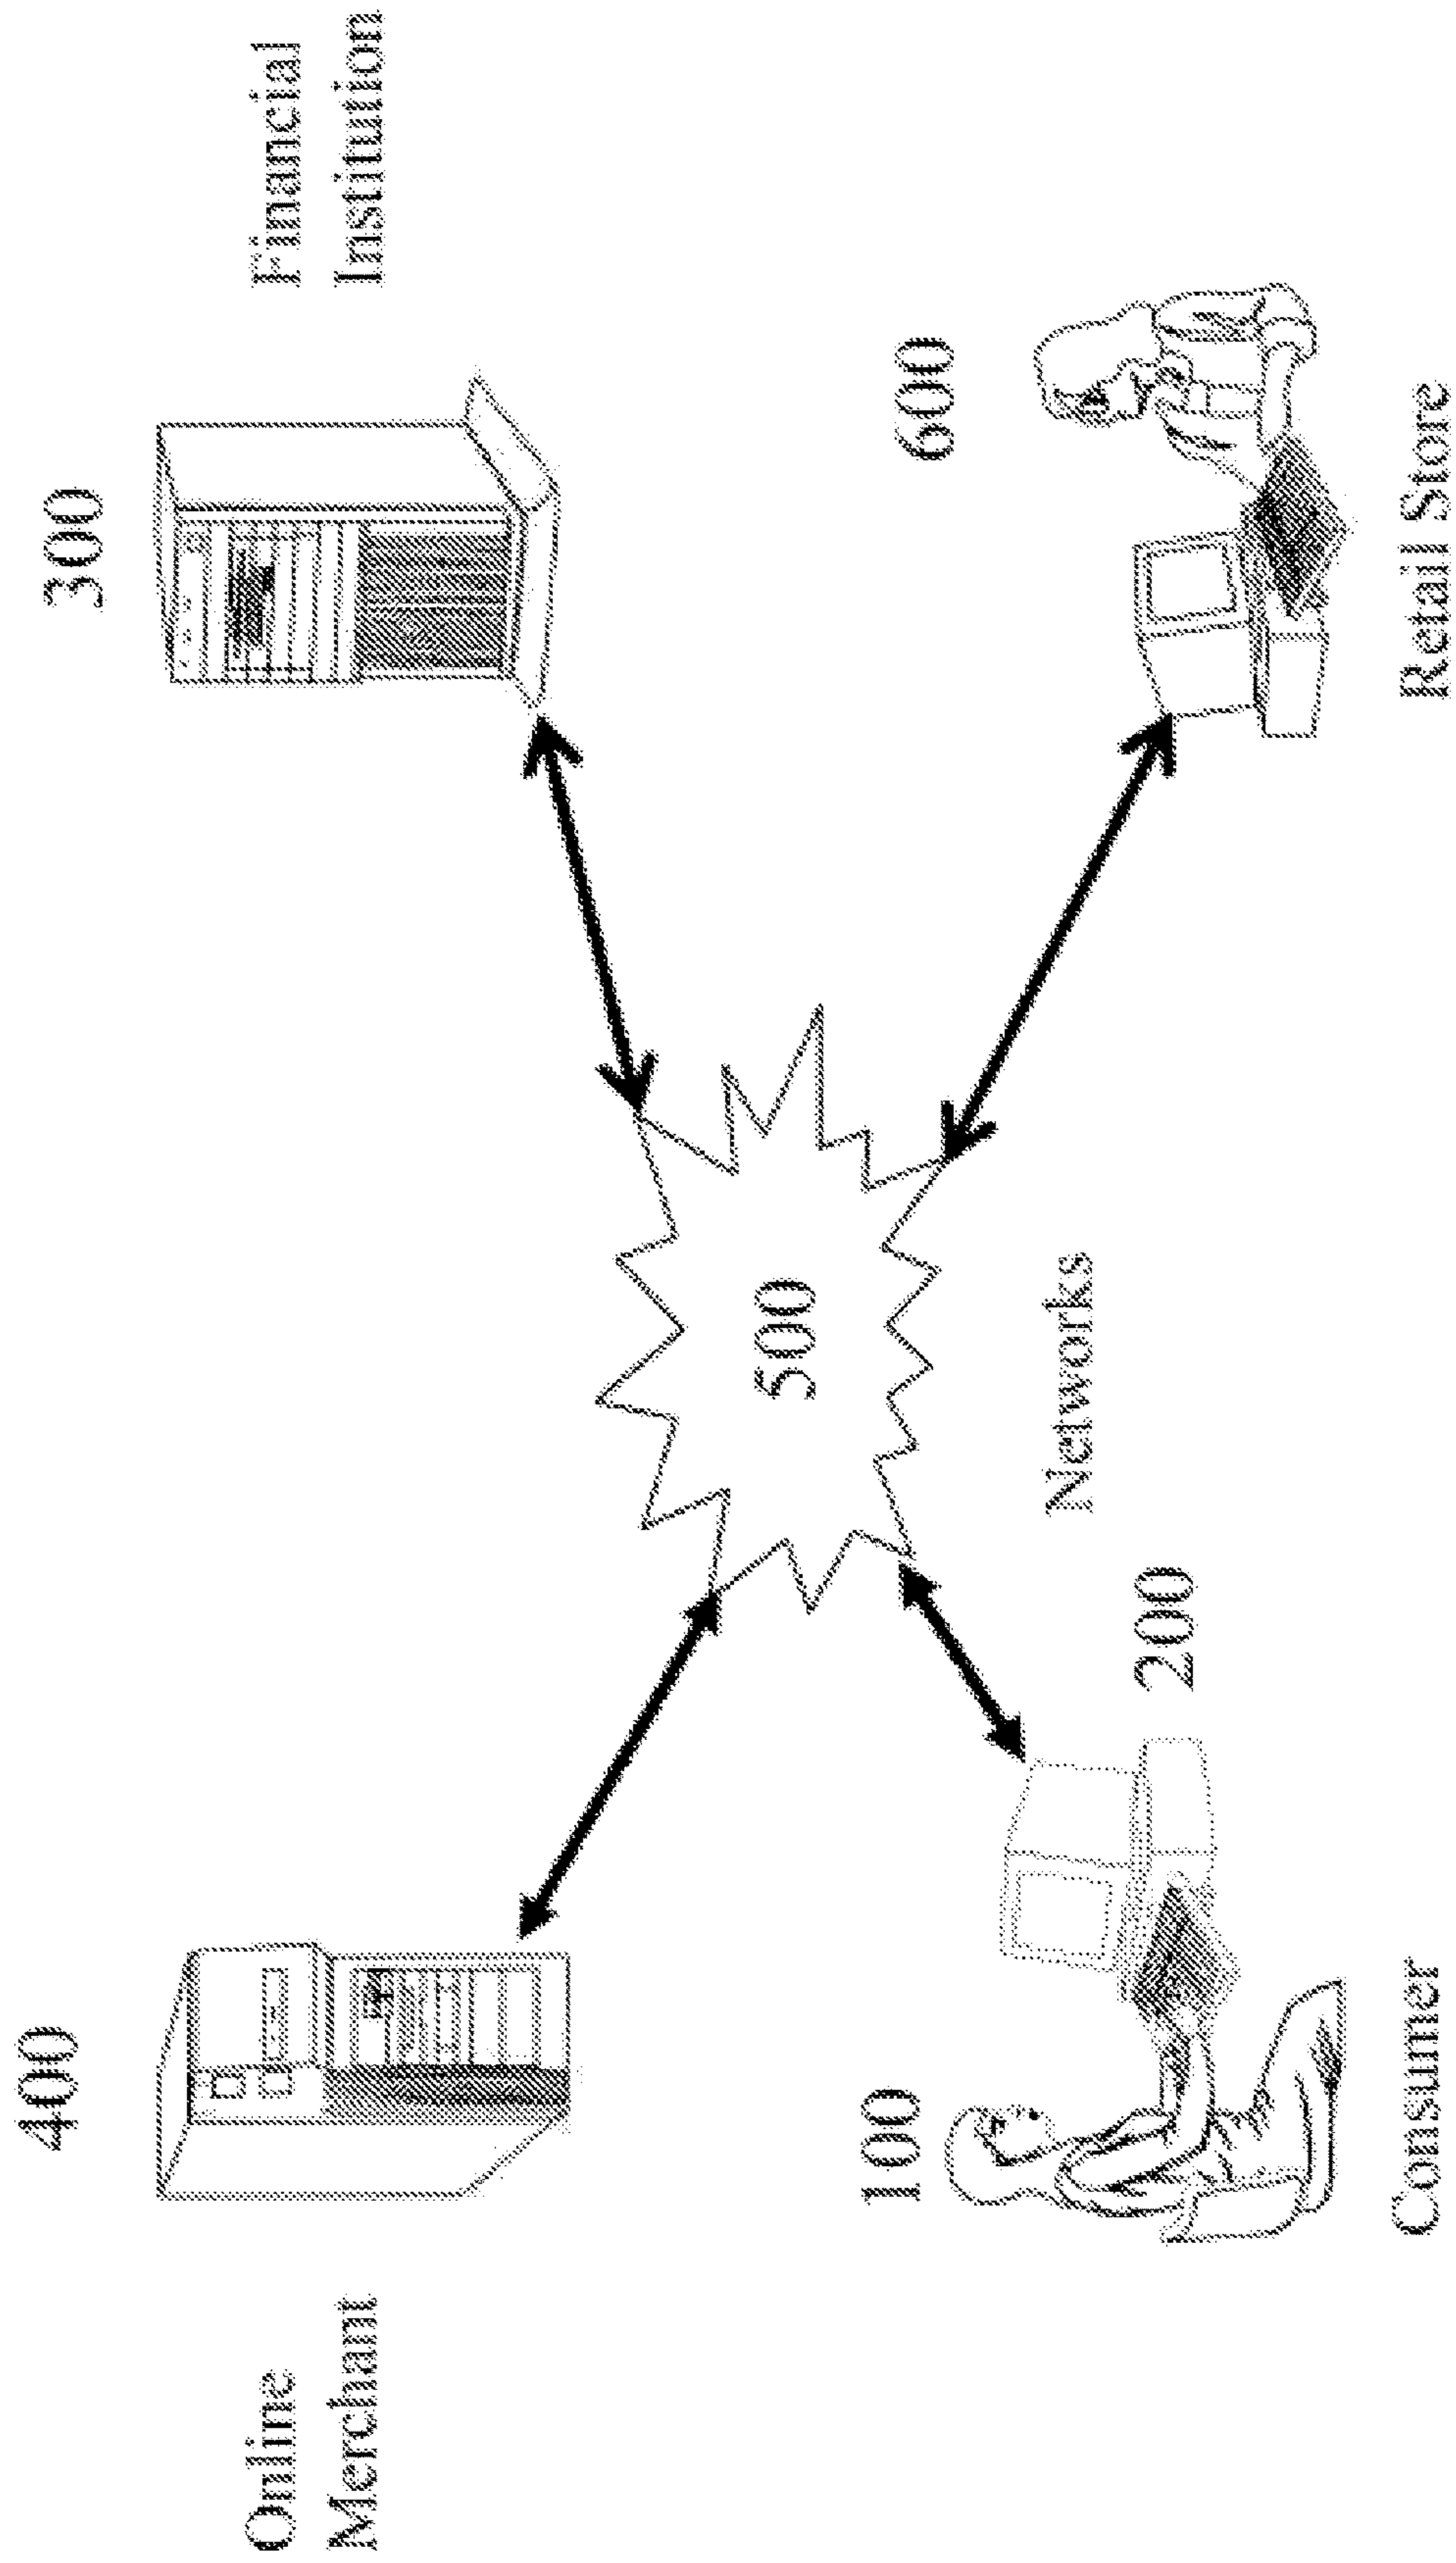 400
300
Online
Merchant
Financial
Institution
500
Networks
100
200
600
Consumer
Retail Store